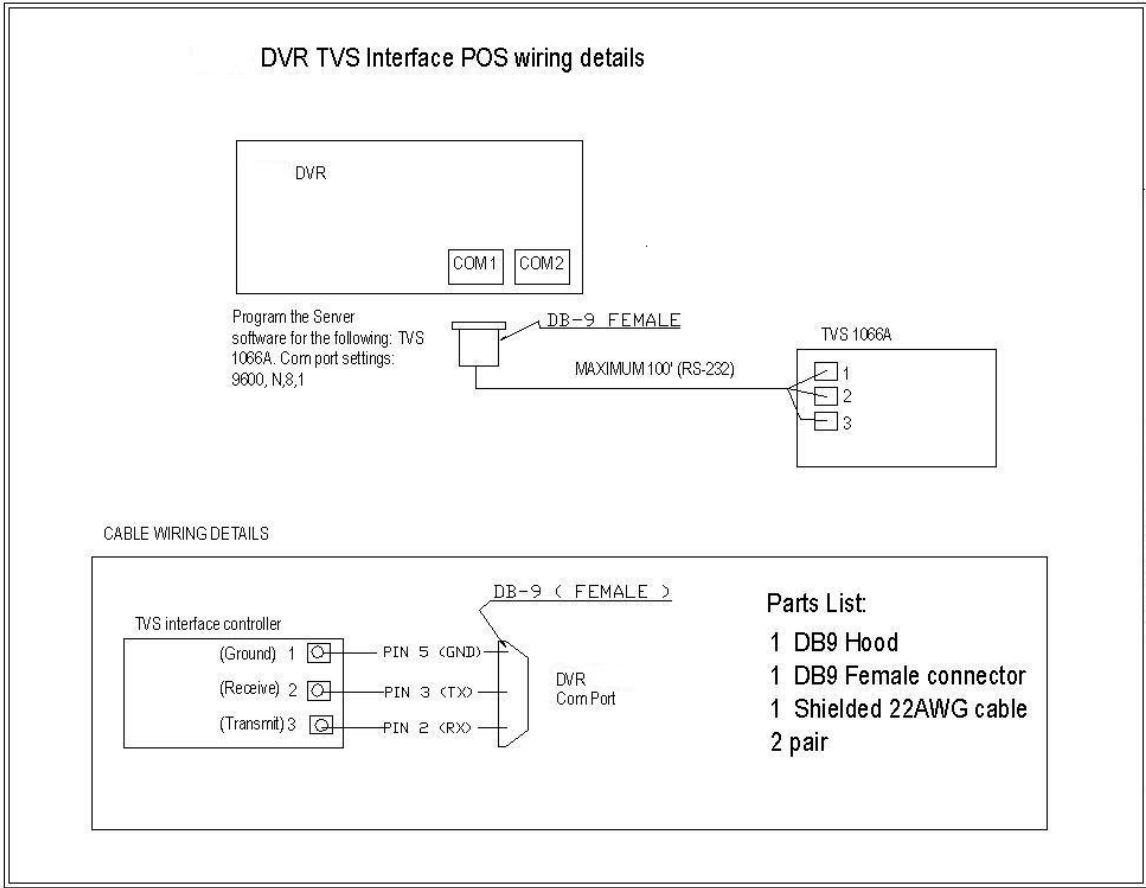 DVR TVS Interface POS wiring details
DVR
COM1 COM2
Program the Server
software for the following: TVS
1066A. Com port settings:
9600, N,8,1
DB-9 FEMALE
MAXIMUM 100' (RS-232)
TVS 1066A
1
2
3
CABLE WIRING DETAILS
DB-9 ( FEMALE )
TVS interface controller
(Ground) 1 PIN 5 (GND)
(Receive) 2 PIN 3 (TX)
(Transmit) 3 PIN 2 (RX)
DVR
Com Port
Parts List:
1 DB9 Hood
1 DB9 Female connector
1 Shielded 22AWG cable
2 pair